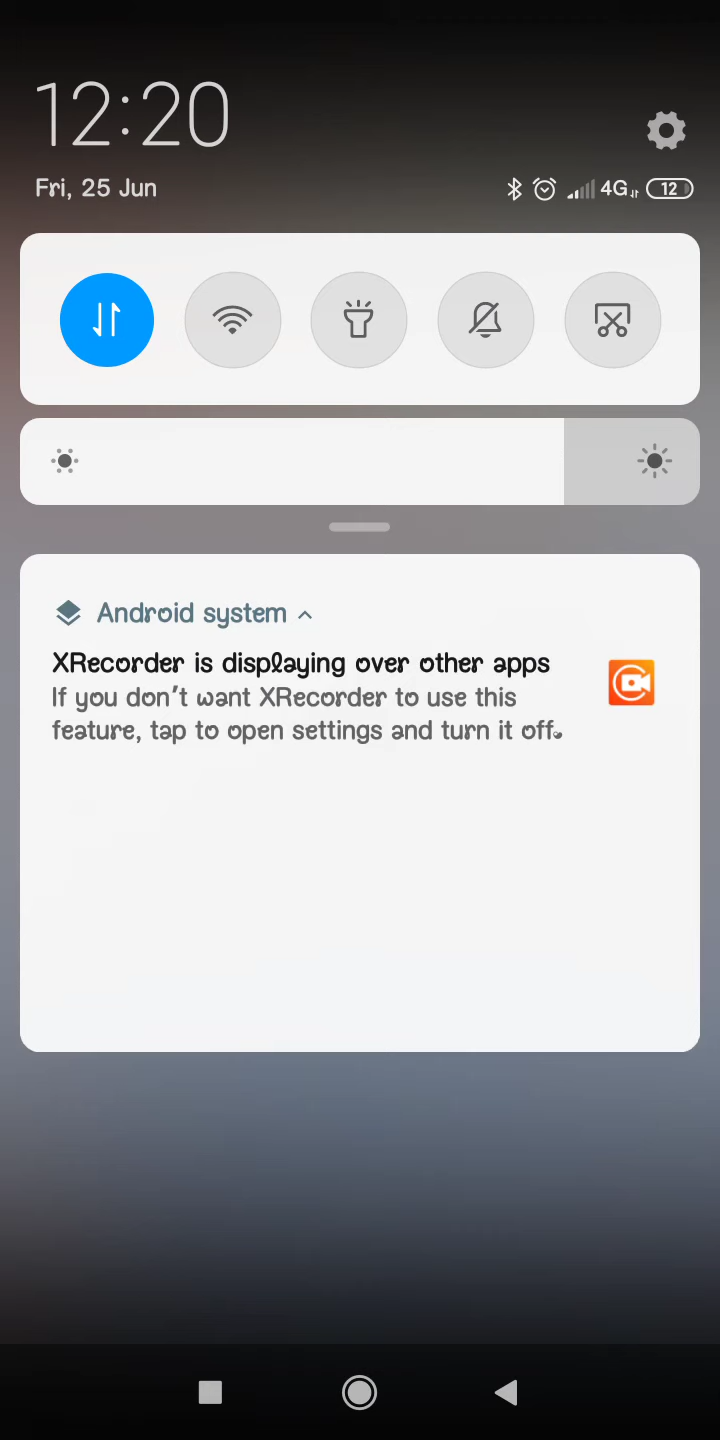 12:20
Fri, 25 Jun
4G 12
Android system
XRecorder is displaying over other apps
If you don't want XRecorder to use this
feature, tap to open settings and turn it off.